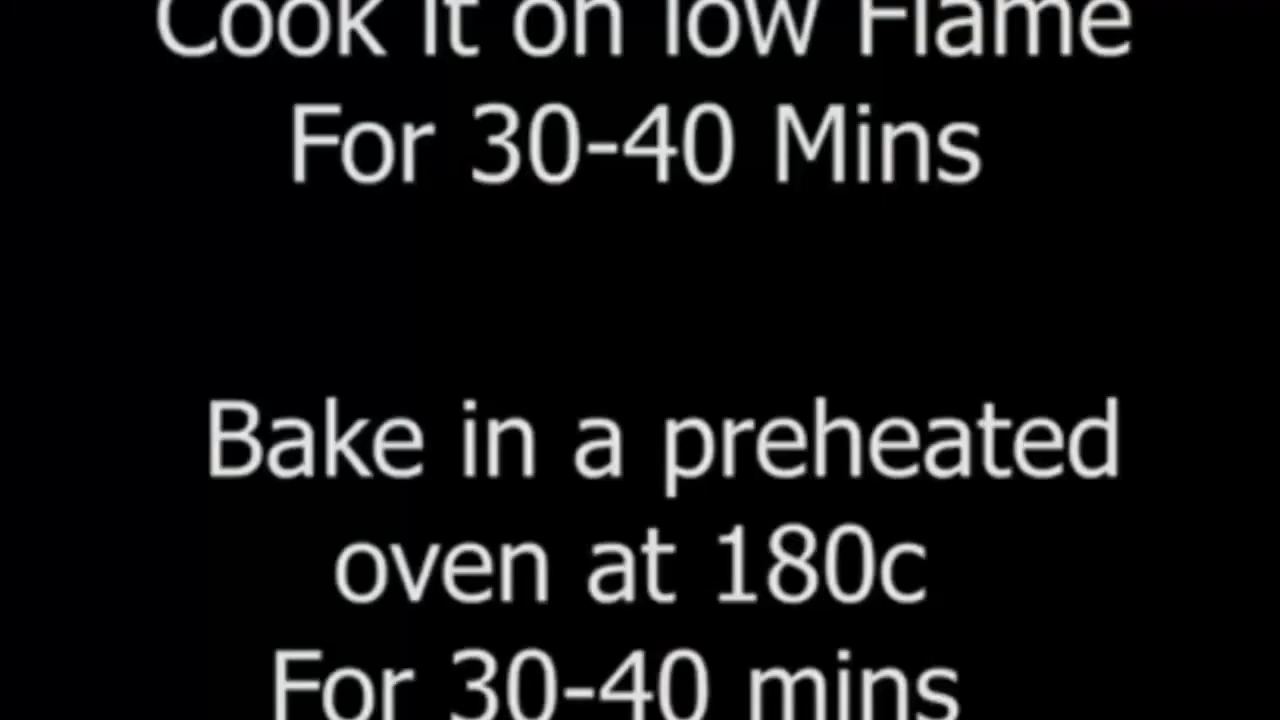 Cook it on low Flame
For 30-40 Mins
Bake in a preheated
oven at 180c
For 30-40 mins